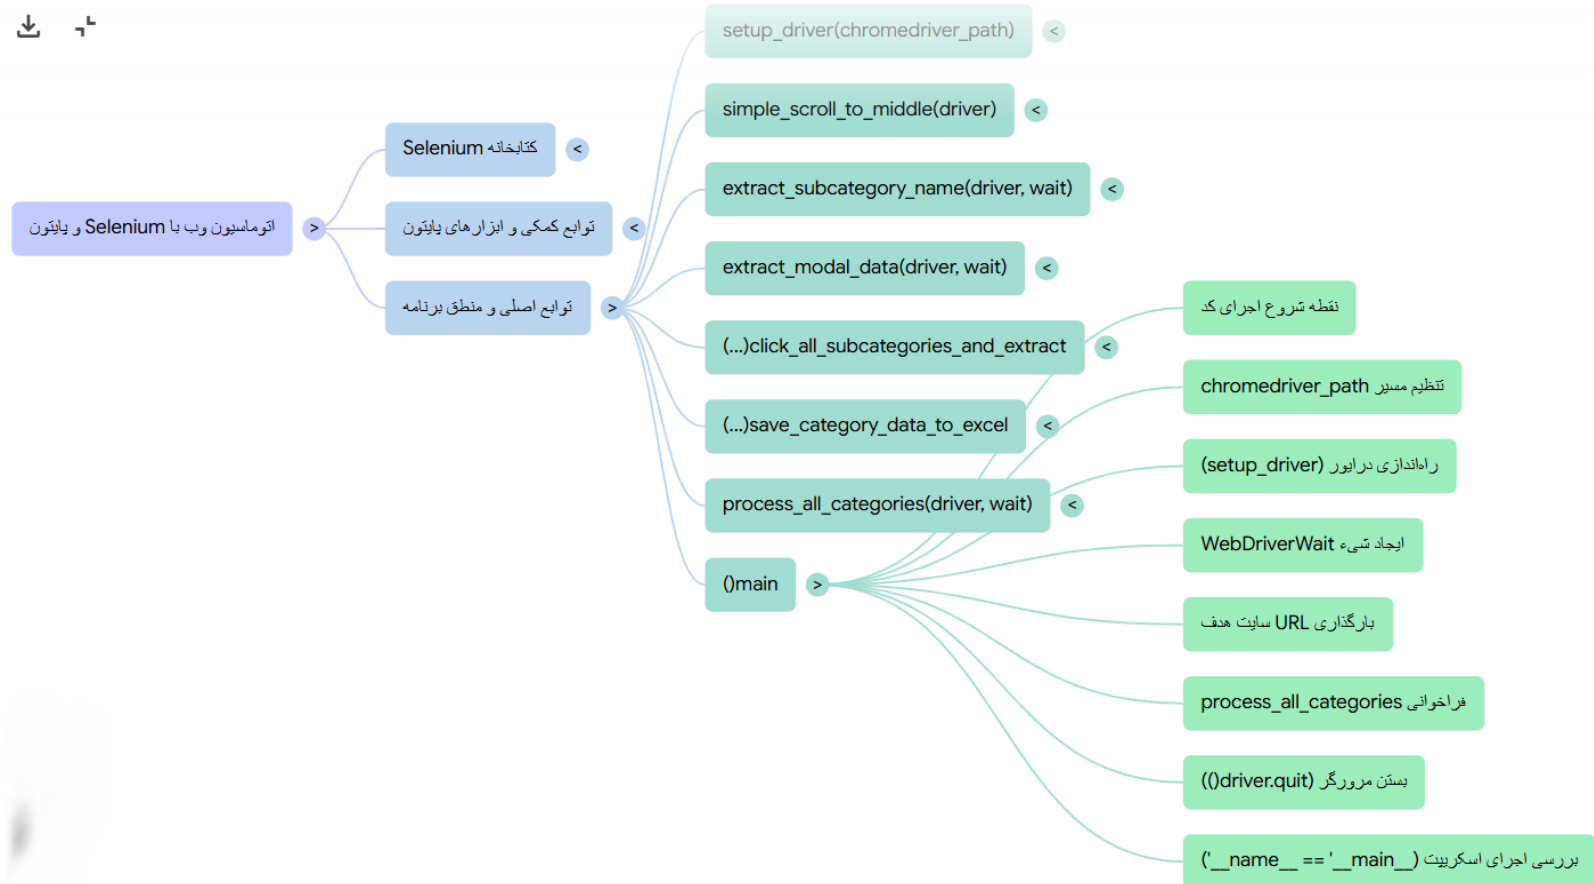 اتوماسیون وب با Selenium و پایتون
کتابخانه Selenium
توابع کمکی و ابزارهای پایتون
توابع اصلی و منطق برنامه
setup_driver(chromedriver_path)
simple_scroll_to_middle(driver)
extract_subcategory_name(driver, wait)
extract_modal_data(driver, wait)
(...)click_all_subcategories_and_extract
(...)save_category_data_to_excel
process_all_categories(driver, wait)
()main
نقطه شروع اجرای کد
تنظیم مسیر chromedriver_path
راه‌اندازی درایور (setup_driver)
ایجاد شیء WebDriverWait
بارگذاری URL سایت هدف
فراخوانی process_all_categories
بستن مرورگر (driver.quit())
بررسی اجرای اسکریپت (__name__ == '__main__')